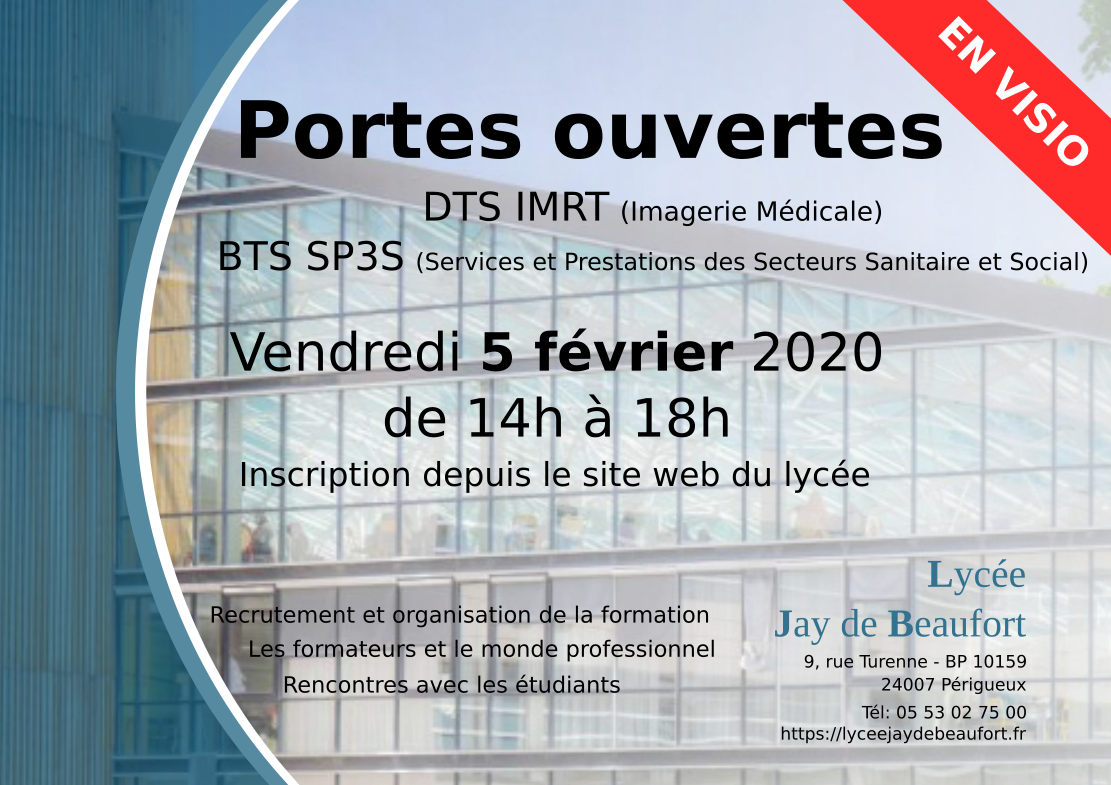 EN VISIO
Portes ouvertes
DTS IMRT (Imagerie Médicale)
BTS SP3S (Services et Prestations des Secteurs Sanitaire et Social)
Vendredi 5 février 2020
de 14h à 18h
Inscription depuis le site web du lycée
Recrutement et organisation de la formation
Les formateurs et le monde professionnel
Rencontres avec les étudiants
Lycée
Jay de Beaufort
9, rue Turenne - BP 10159
24007 Périgueux
Tél: 05 53 02 75 00
https://lyceejaydebeaufort.fr